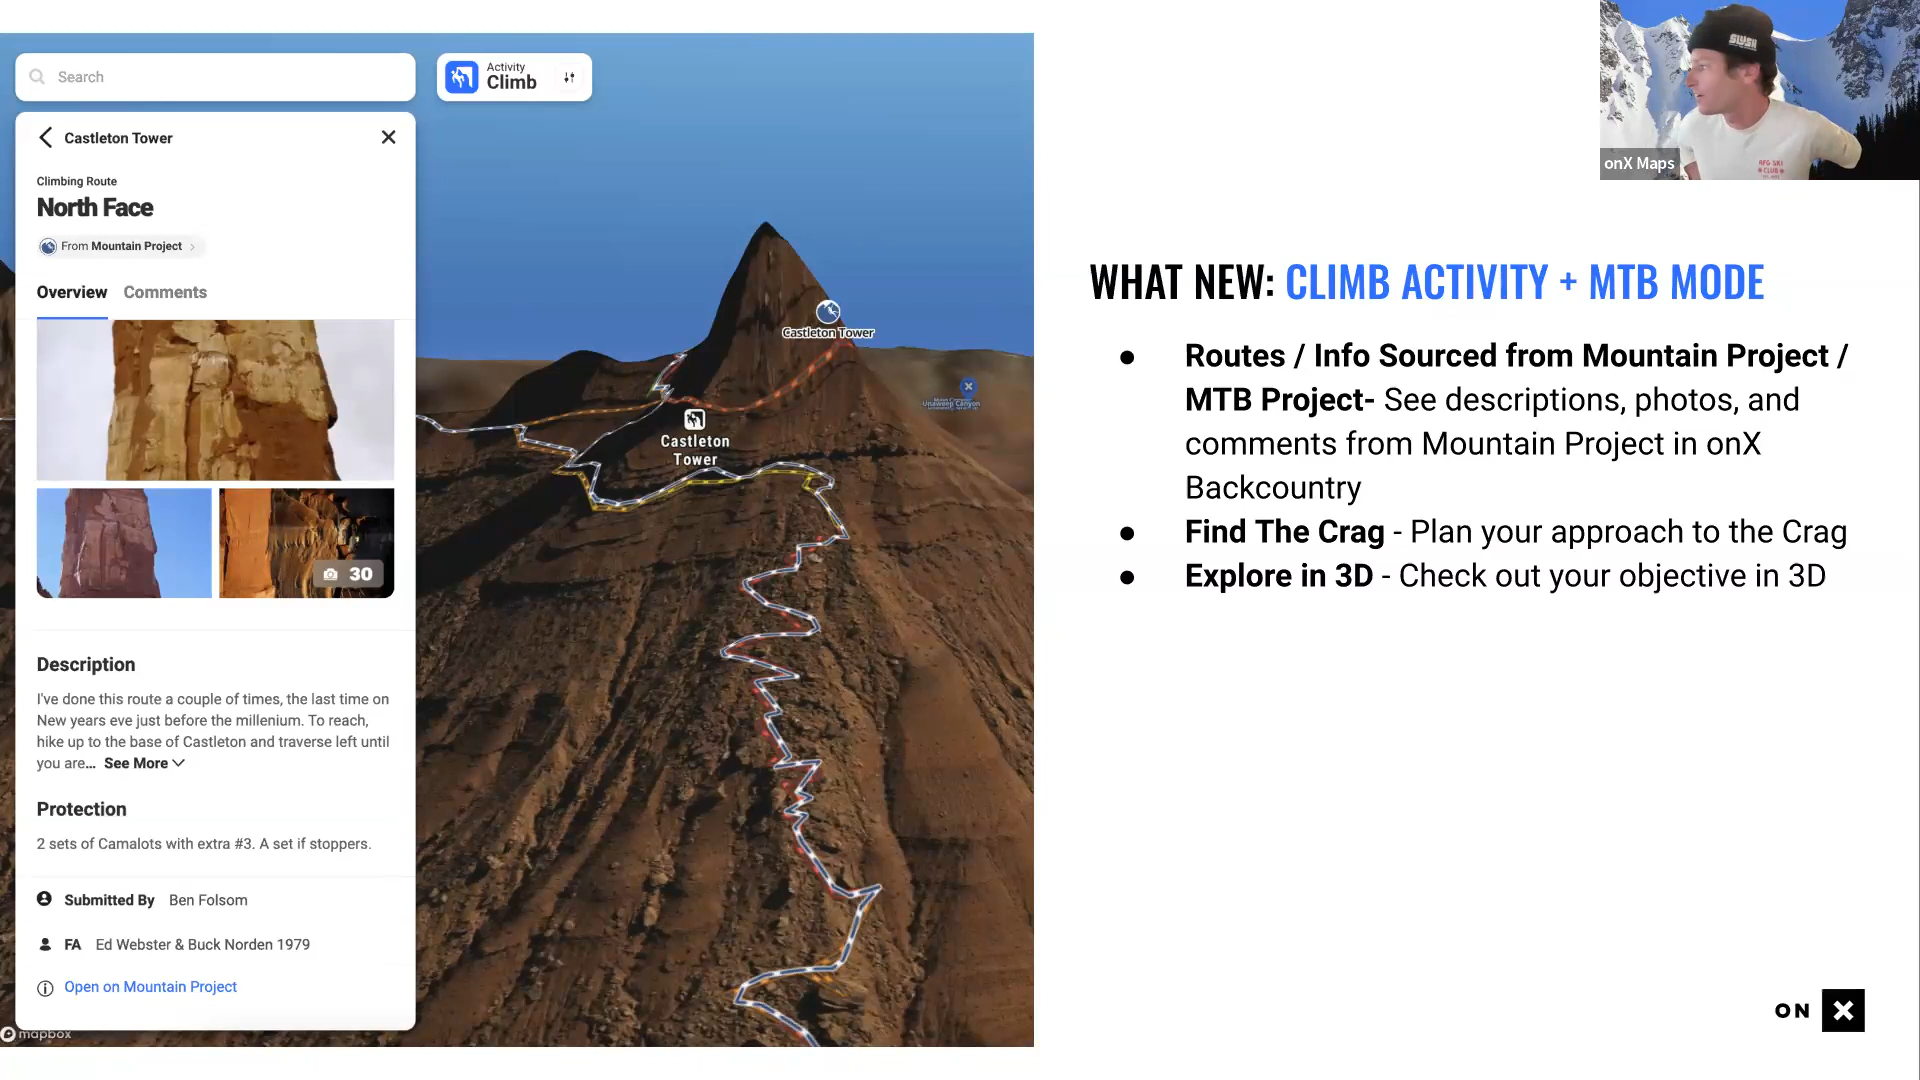 Search
Activity
Climb
Castleton Tower
Climbing Route
North Face
From Mountain Project
Overview
Comments
30
Description
I've done this route a couple of times, the last time on
New years eve just before the millenium. To reach,
hike up to the base of Castleton and traverse left until
you are... See More
Protection
2 sets of Camalots with extra #3. A set if stoppers.
Submitted By Ben Folsom
FA Ed Webster & Buck Norden 1979
Open on Mountain Project
mapbox
Castleton Tower
Castleton
Tower
Unaweep Canyon
SLUSH
onX Maps
SKI
CLUB
WHAT NEW: CLIMB ACTIVITY + MTB MODE
● Routes / Info Sourced from Mountain Project /
MTB Project- See descriptions, photos, and
comments from Mountain Project in onX
Backcountry
● Find The Crag - Plan your approach to the Crag
● Explore in 3D - Check out your objective in 3D
ON X